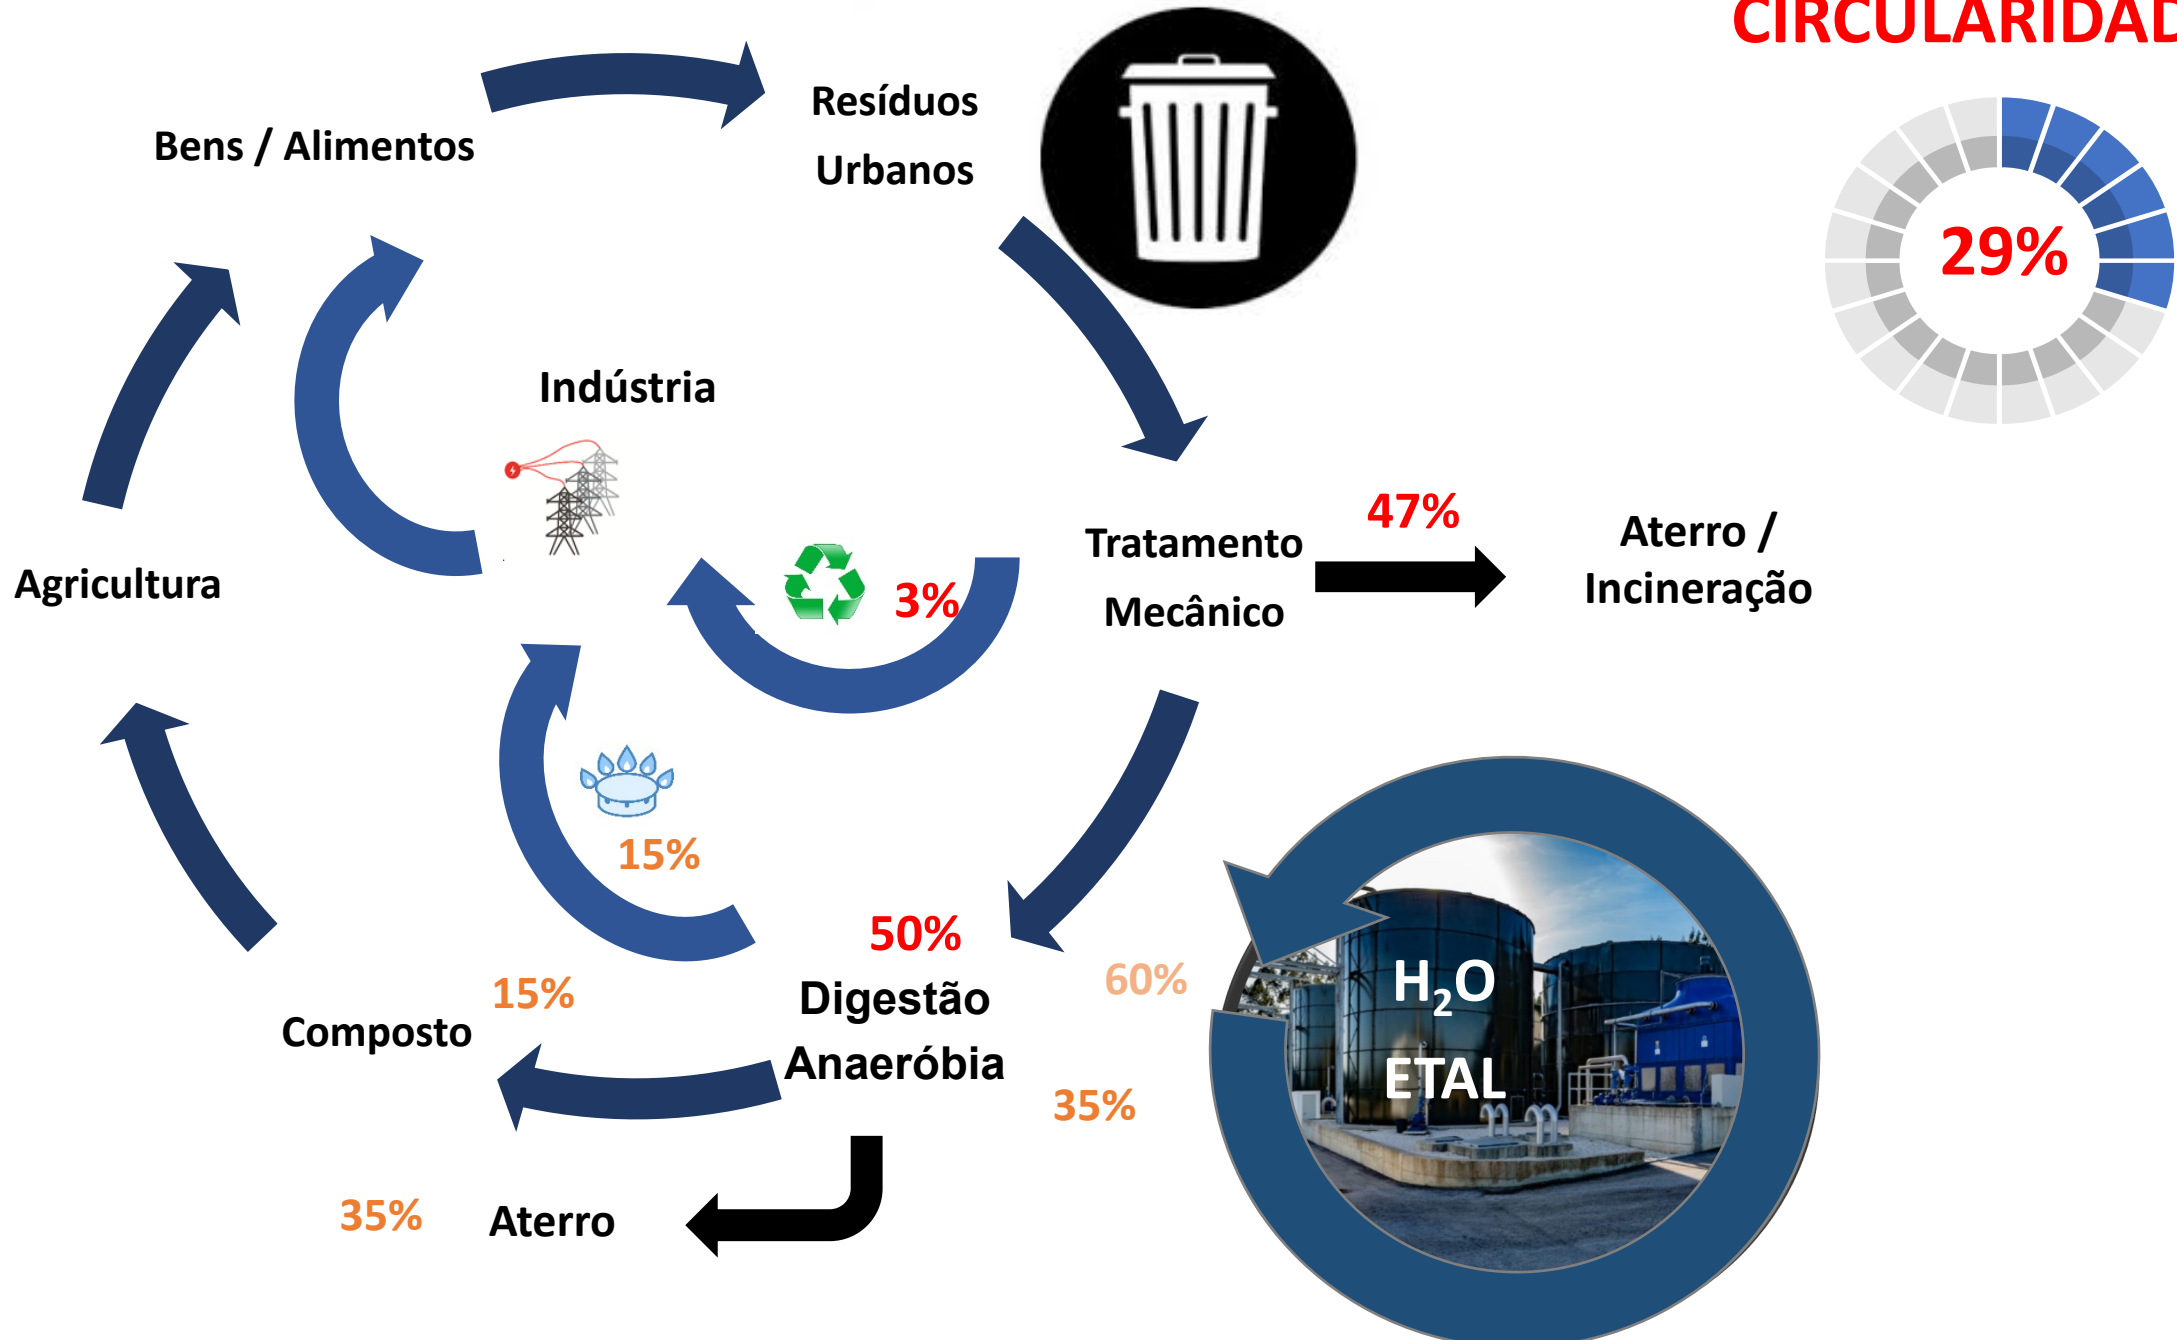 CIRCULARIDAD
29%
Resíduos
Urbanos
Bens / Alimentos
Indústria
Agricultura
3%
Tratamento
Mecânico
47%
Aterro /
Incineração
15%
50%
Digestão
Anaeróbia
60%
35%
15%
Composto
35%
Aterro
H₂O
ETAL